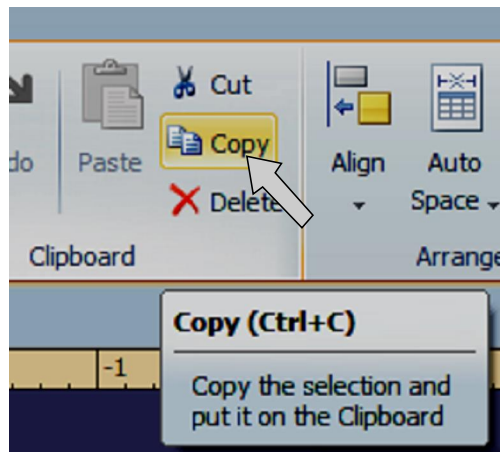 Cut
Copy
Delete
do
Paste
Align
Auto
Space
Clipboard
Arrange
Copy (Ctrl+C)
-1
Copy the selection and
put it on the Clipboard